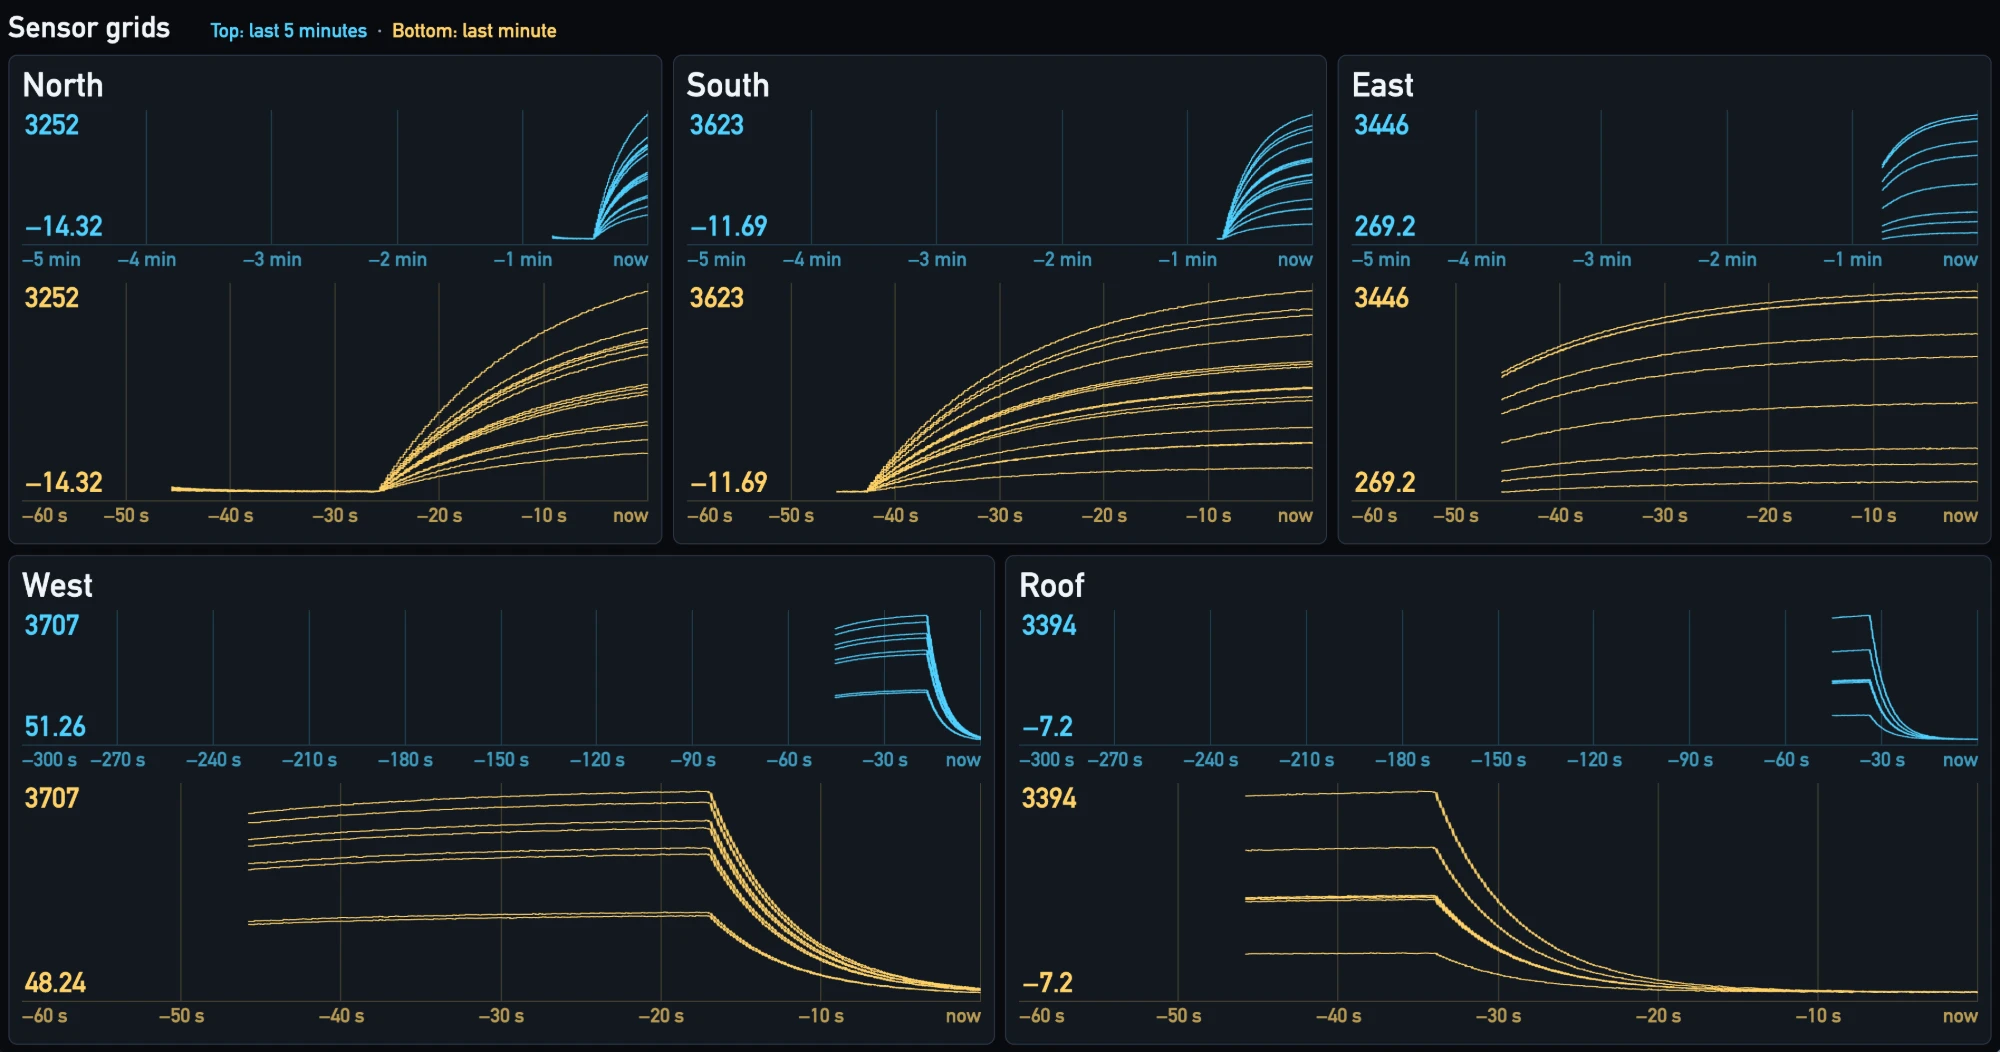 Sensor grids Top: last 5 minutes · Bottom: last minute
North
3252
−14.32
−5 min −4 min −3 min −2 min −1 min now
3252
−14.32
−60 s −50 s −40 s −30 s −20 s −10 s now
South
3623
−11.69
−5 min −4 min −3 min −2 min −1 min now
3623
−11.69
−60 s −50 s −40 s −30 s −20 s −10 s now
East
3446
269.2
−5 min −4 min −3 min −2 min −1 min now
3446
269.2
−60 s −50 s −40 s −30 s −20 s −10 s now
West
3707
51.26
−300 s −270 s −240 s −210 s −180 s −150 s −120 s −90 s −60 s −30 s now
3707
48.24
−60 s −50 s −40 s −30 s −20 s −10 s now
Roof
3394
−7.2
−300 s −270 s −240 s −210 s −180 s −150 s −120 s −90 s −60 s −30 s now
3394
−7.2
−60 s −50 s −40 s −30 s −20 s −10 s now